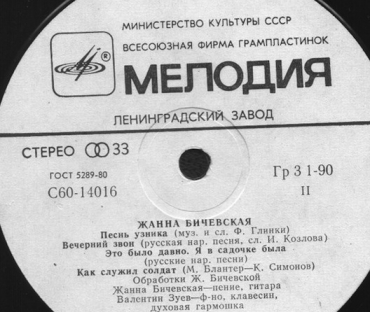 МИНИСТЕРСТВО КУЛЬТУРЫ СССР
ВСЕСОЮЗНАЯ ФИРМА ГРАМПЛАСТИНОК
МЕЛОДИЯ
ЛЕНИНГРАДСКИЙ ЗАВОД
СТЕРЕО 33
ГОСТ 5289-80
Гр 3 1-90
С60-14016
II
ЖАННА БИЧЕВСКАЯ
Песнь узника (муз. и сл. Ф. Глинки)
Вечерний звон (русская нар. песня, сл. И. Козлова)
Это было давно. Я в садочке была
(русские нар. песни)
Как служил солдат (М. Блантер—К. Симонов)
Обработки Ж. Бичевской
Жанна Бичевская—пение, гитара
Валентин Зуев—ф-но, клавесин,
духовая гармошка